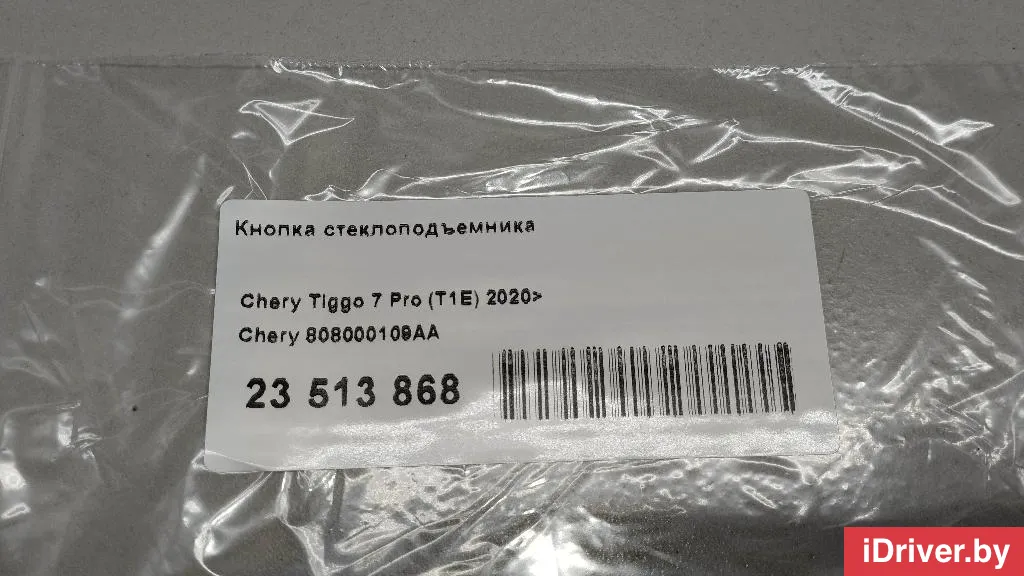 Кнопка стеклоподъемника
Chery Tiggo 7 Pro (T1E) 2020>
Chery 808000109AA
23 513 868
iDriver.by